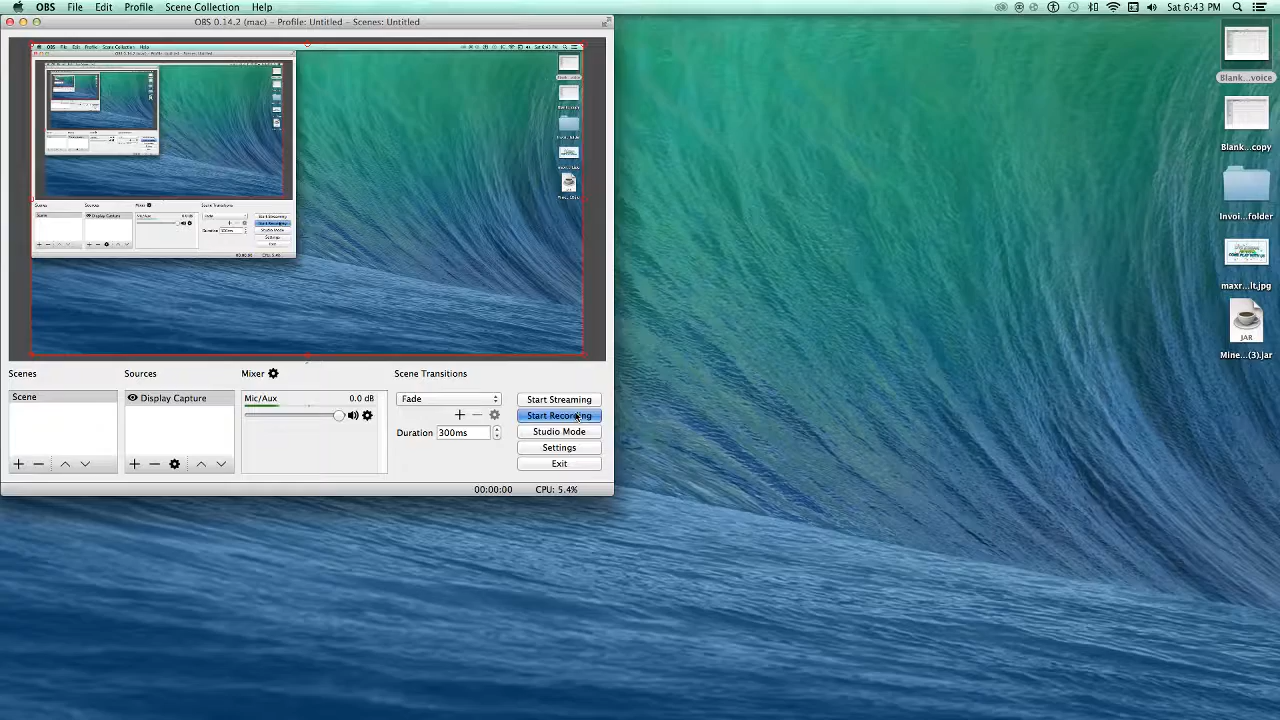 OBS File Edit Profile Scene Collection Help
Sat 6:43 PM
OBS 0.14.2 (mac) - Profile: Untitled - Scenes: Untitled
Blank...voice
Blank...copy
Invoi...folder
maxr...lt.jpg
JAR
Mine...(3).jar
Scenes
Sources
Mixer
Scene Transitions
Scene
Display Capture
Mic/Aux
0.0 dB
Fade
Duration
300ms
Start Streaming
Start Recording
Studio Mode
Settings
Exit
00:00:00
CPU: 5.4%